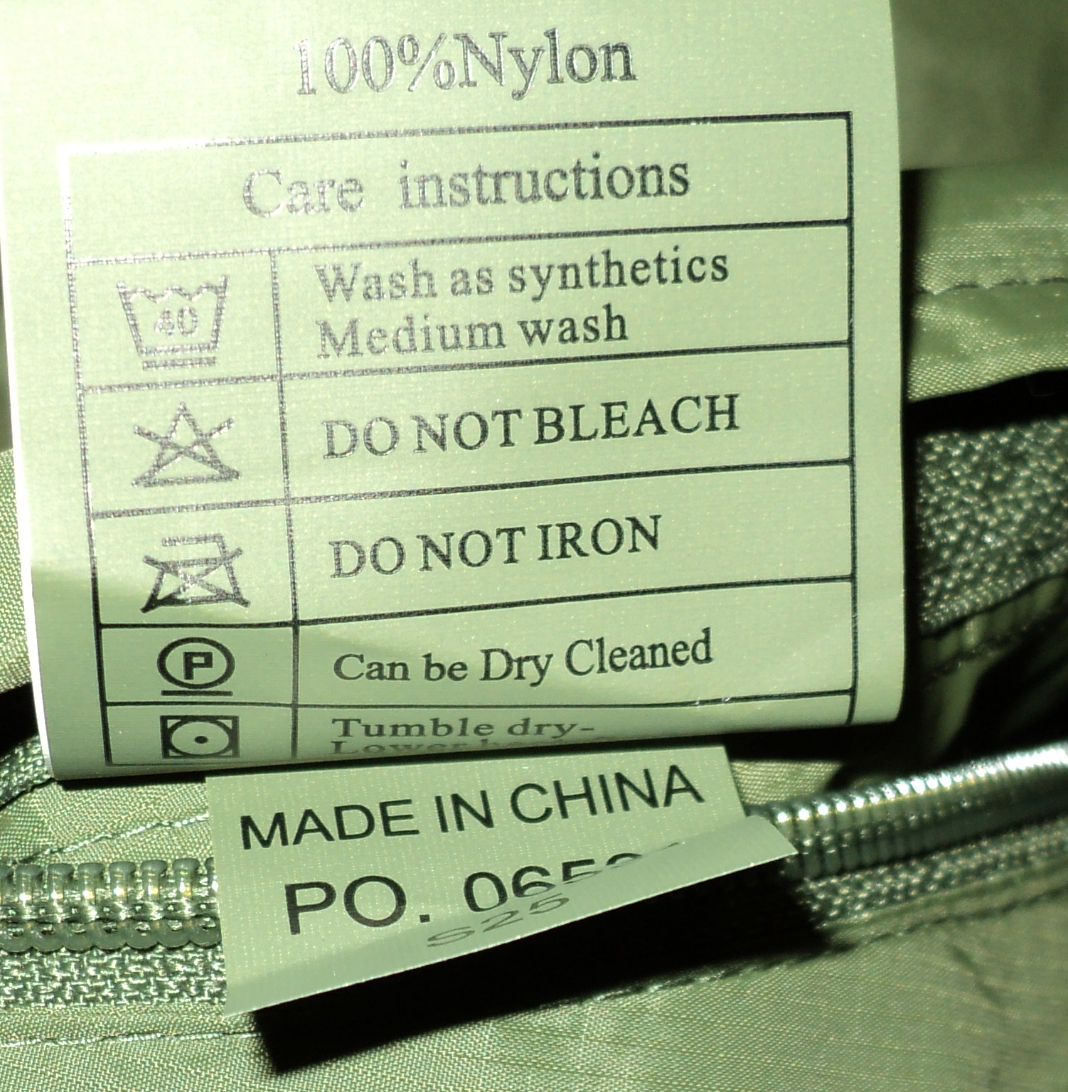 100%Nylon
Care instructions
40
Wash as synthetics
Medium wash
DO NOT BLEACH
DO NOT IRON
P
Can be Dry Cleaned
Tumble dry-
MADE IN CHINA
PO.
S25